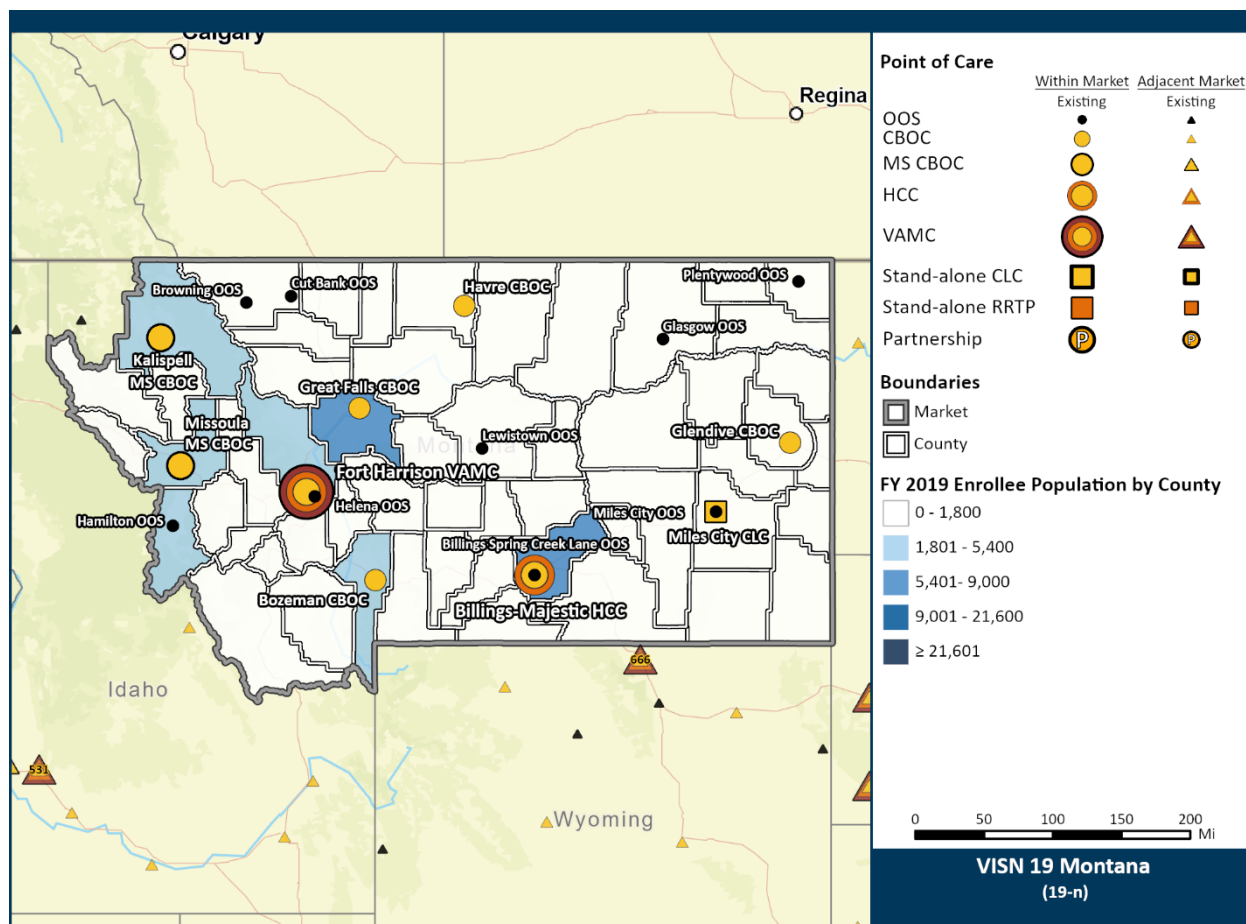 Calgary
Regina
Plentywood OOS
Cut Bank OOS
Browning OOS
Havre CBOC
Glasgow OOS
Kalispell
MS CBOC
Great Falls CBOC
Missoula
MS CBOC
Montana
Lewistown OOS
Glendive CBOC
Fort Harrison VAMC
Helena OOS
Hamilton OOS
Miles City OOS
Miles City CLC
Billings Spring Creek Lane OOS
Bozeman CBOC
Billings-Majestic HCC
666
Idaho
531
Wyoming
Point of Care
Within Market Adjacent Market
Existing Existing
OOS
CBOC
MS CBOC
HCC
VAMC
Stand-alone CLC
Stand-alone RRTP
Partnership P P
Boundaries
Market
County
FY 2019 Enrollee Population by County
0 - 1,800
1,801 - 5,400
5,401- 9,000
9,001 - 21,600
≥ 21,601
0 50 100 150 200
Mi
VISN 19 Montana
(19-n)